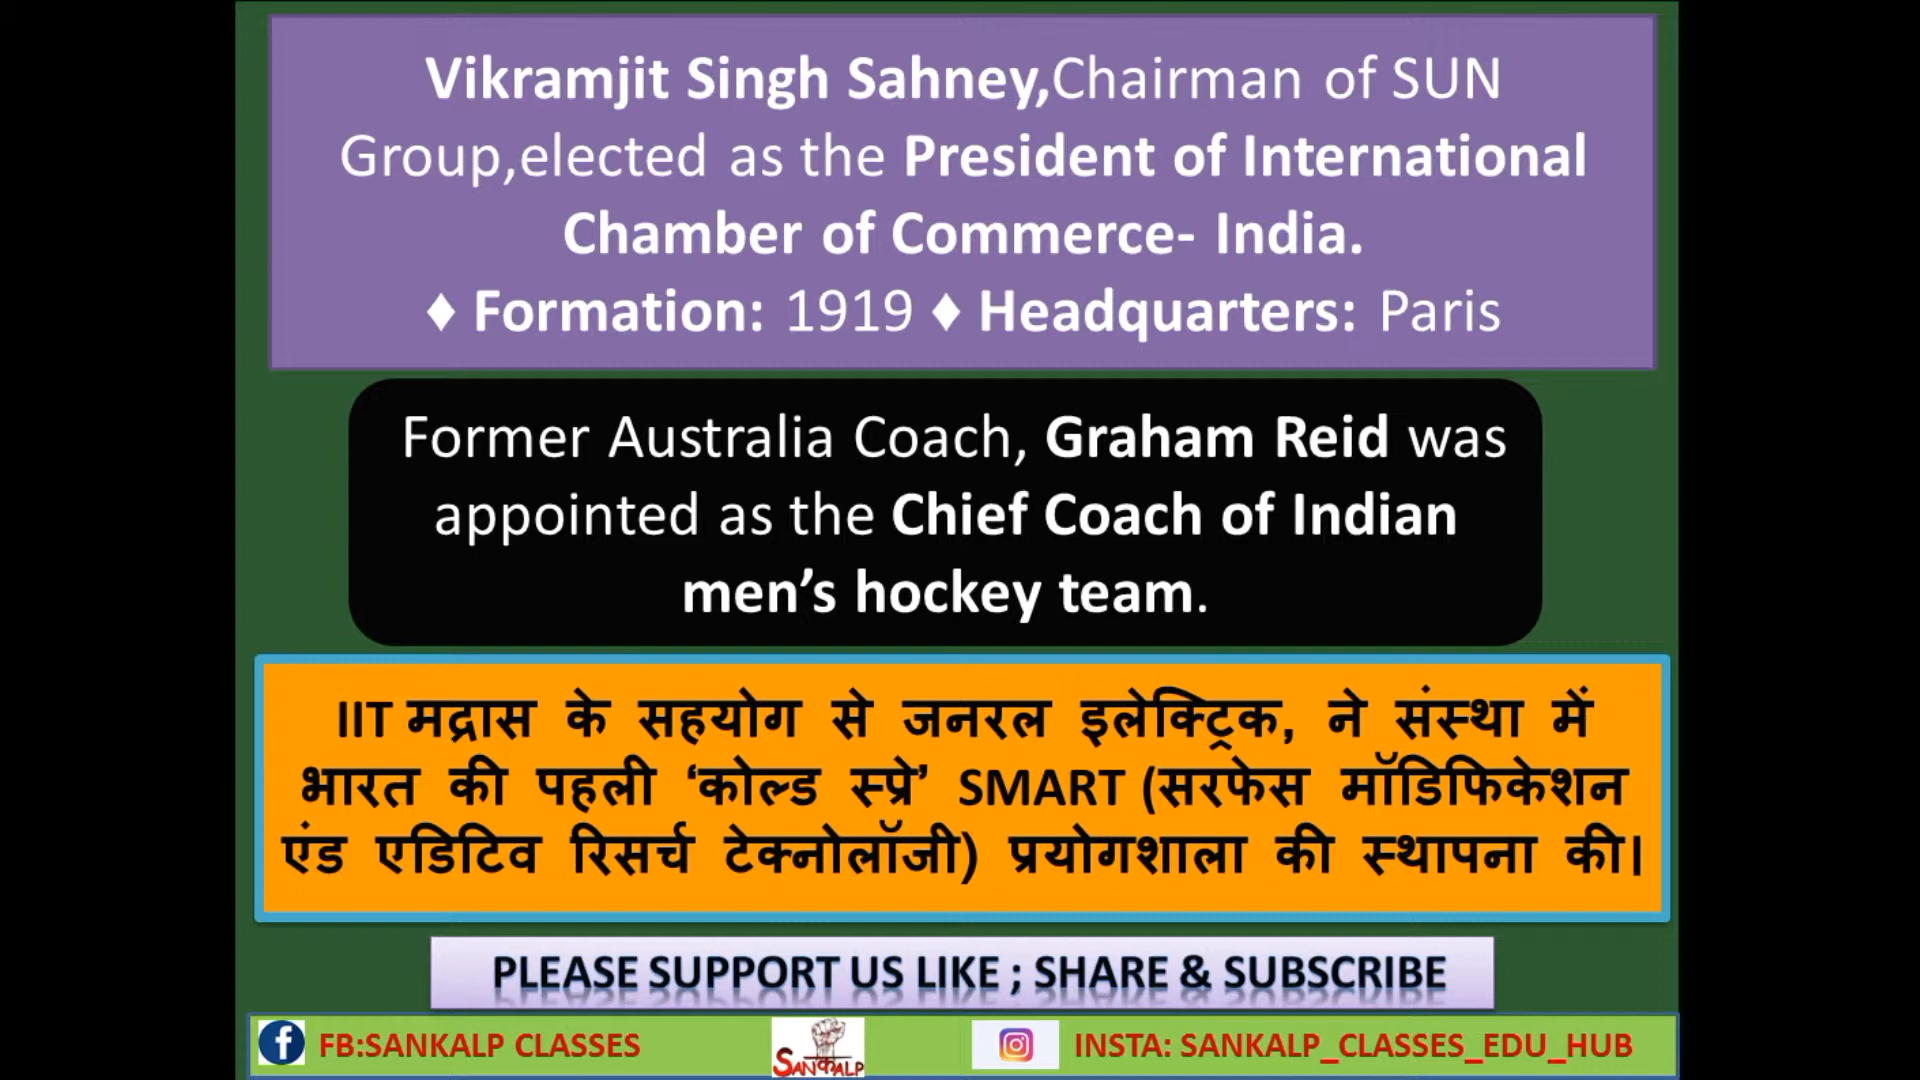 Vikramjit Singh Sahney,Chairman of SUN
Group,elected as the President of International
Chamber of Commerce- India.
♦ Formation: 1919 ♦ Headquarters: Paris
Former Australia Coach, Graham Reid was
appointed as the Chief Coach of Indian
men’s hockey team.
IIT मद्रास के सहयोग से जनरल इलेक्ट्रिक, ने संस्था में
भारत की पहली ‘कोल्ड स्प्रे’ SMART (सरफेस मॉडिफिकेशन
एंड एडिटिव रिसर्च टेक्नोलॉजी) प्रयोगशाला की स्थापना की।
PLEASE SUPPORT US LIKE ; SHARE & SUBSCRIBE
FB:SANKALP CLASSES
SANकALP
INSTA: SANKALP_CLASSES_EDU_HUB